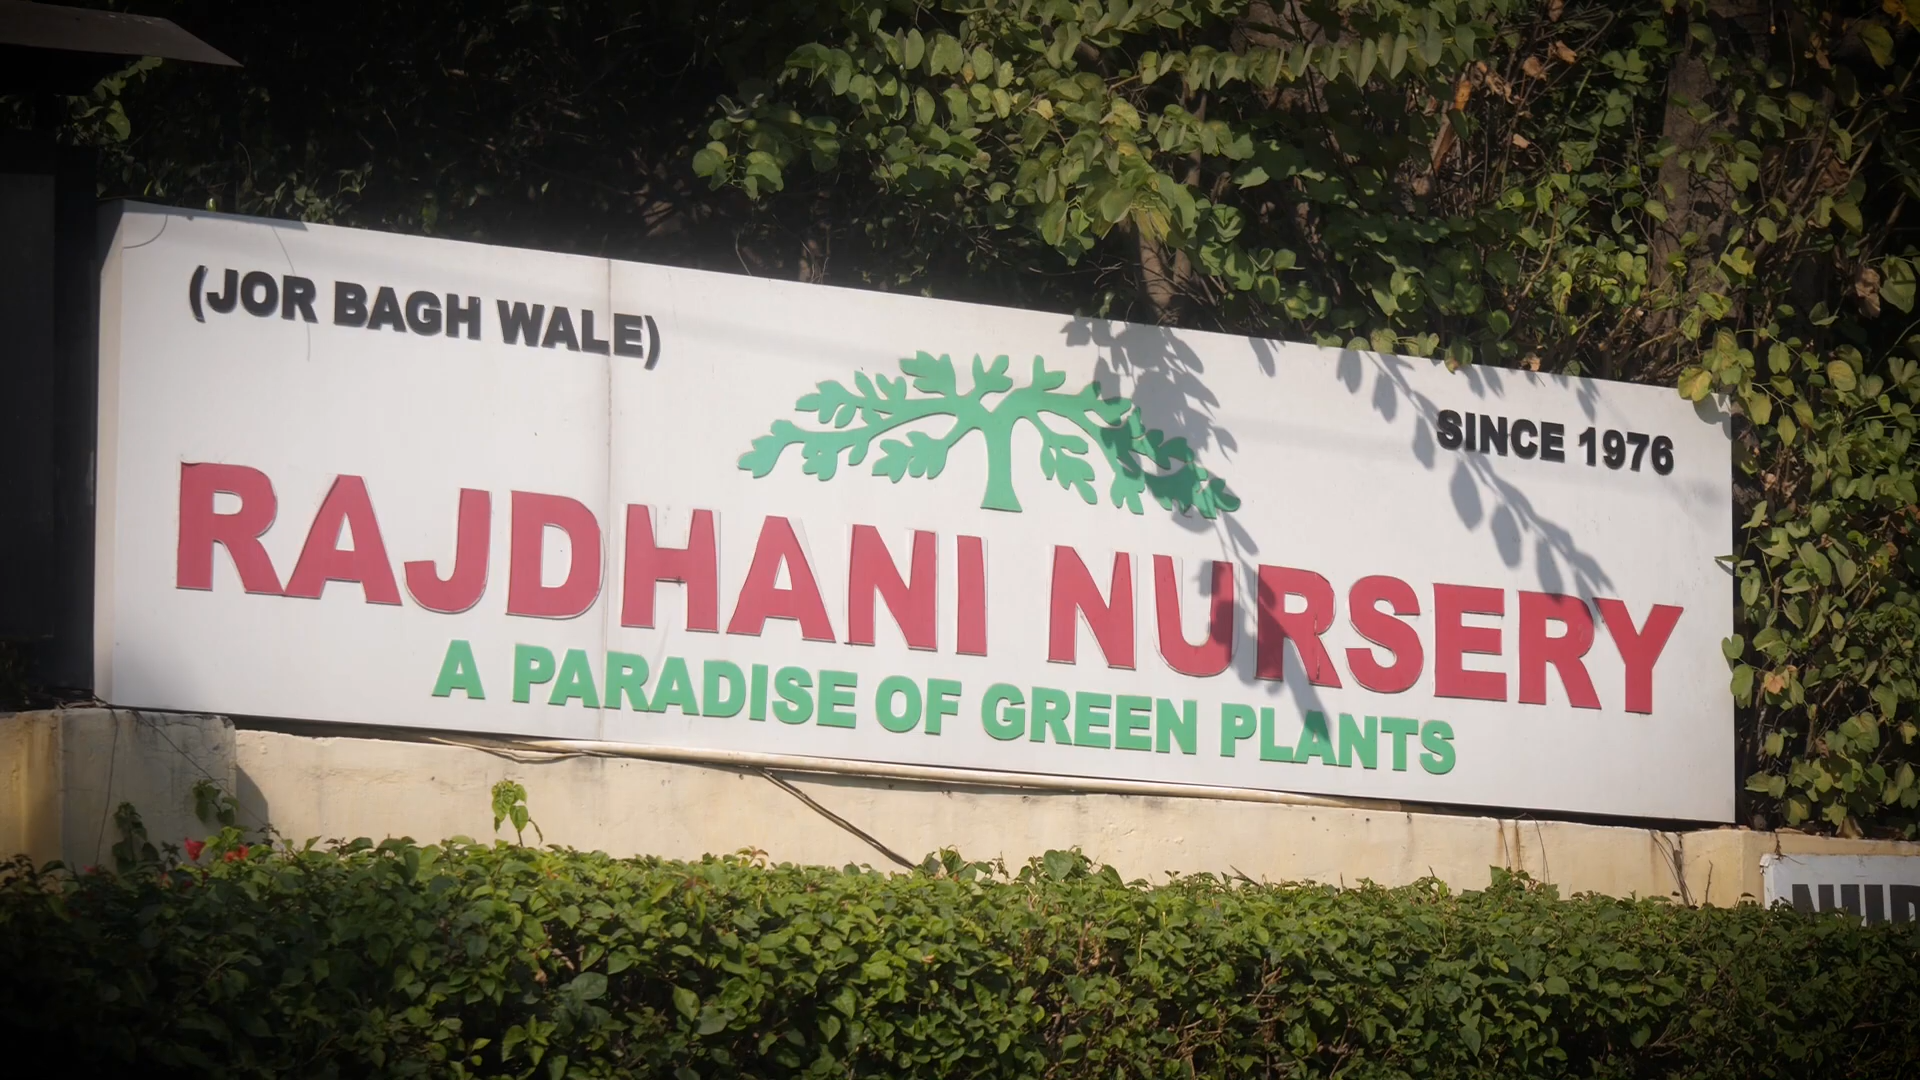 (JOR BAGH WALE)
SINCE 1976
RAJDHANI NURSERY
A PARADISE OF GREEN PLANTS